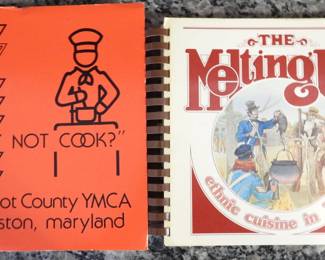 NOT COOK?"
ot County YMCA
ston, maryland
THE
Melting
ethnic cuisine in